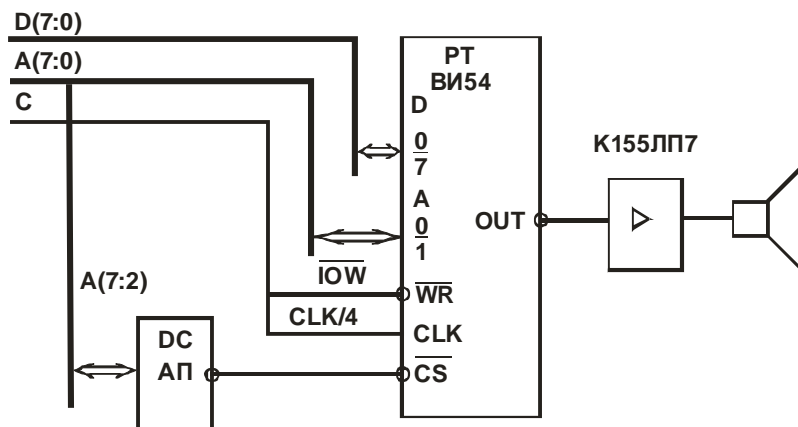 D(7:0)
A(7:0)
C
РТ
ВИ54
D
0
7
A
0
1
OUT
К155ЛП7
IOW
A(7:2)
WR
CLK/4
CLK
DC
АП
CS